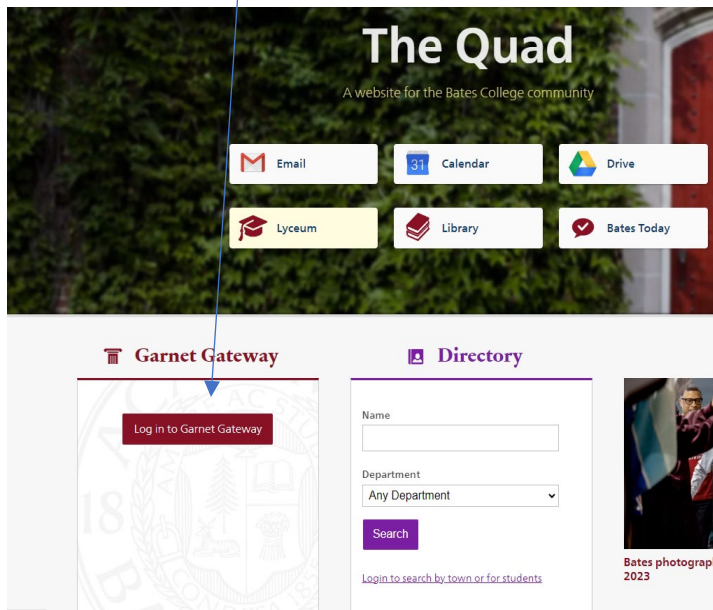 The Quad
A website for the Bates College community
Email
31 Calendar
Drive
Lyceum
Library
Bates Today
Garnet Gateway
Log in to Garnet Gateway
Directory
Name
Department
Any Department
Search
Login to search by town or for students
Bates photograp
2023